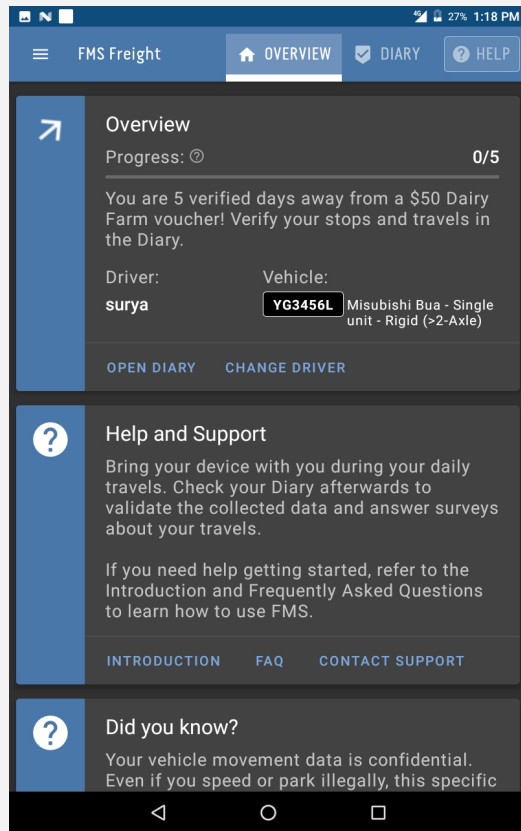 27% 1:18 PM
FMS Freight
OVERVIEW
DIARY
HELP
Overview
Progress:
0/5
You are 5 verified days away from a $50 Dairy
Farm voucher! Verify your stops and travels in
the Diary.
Driver:
Vehicle:
surya
YG3456L
Misubishi Bua - Single
unit - Rigid (>2-Axle)
OPEN DIARY
CHANGE DRIVER
Help and Support
Bring your device with you during your daily
travels. Check your Diary afterwards to
validate the collected data and answer surveys
about your travels.
If you need help getting started, refer to the
Introduction and Frequently Asked Questions
to learn how to use FMS.
INTRODUCTION
FAQ
CONTACT SUPPORT
Did you know?
Your vehicle movement data is confidential.
Even if you speed or park illegally, this specific